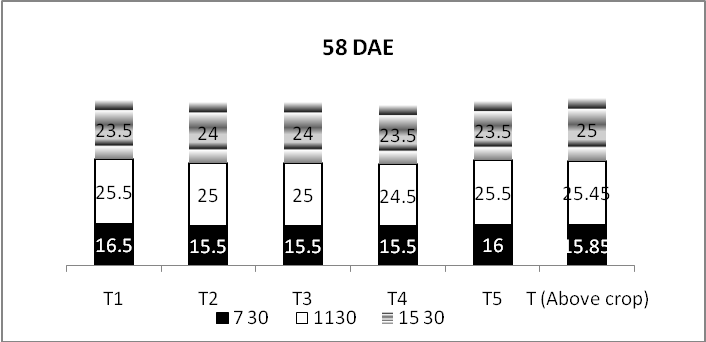 58 DAE
23.5 24 24 23.5 23.5 25
25.5 25 25 24.5 25.5 25.45
16.5 15.5 15.5 15.5 16 15.85
T1 T2 T3 T4 T5 T (Above crop)
7 30 1130 15 30